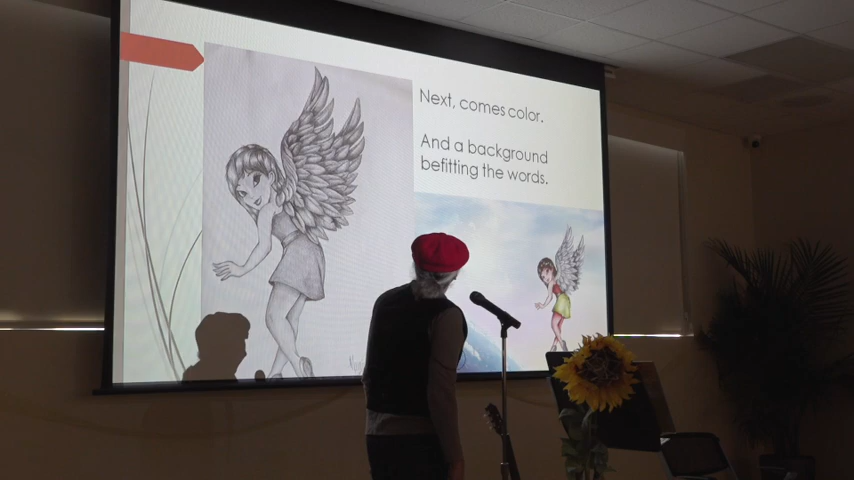 Next, comes color.
And a background
befitting the words.